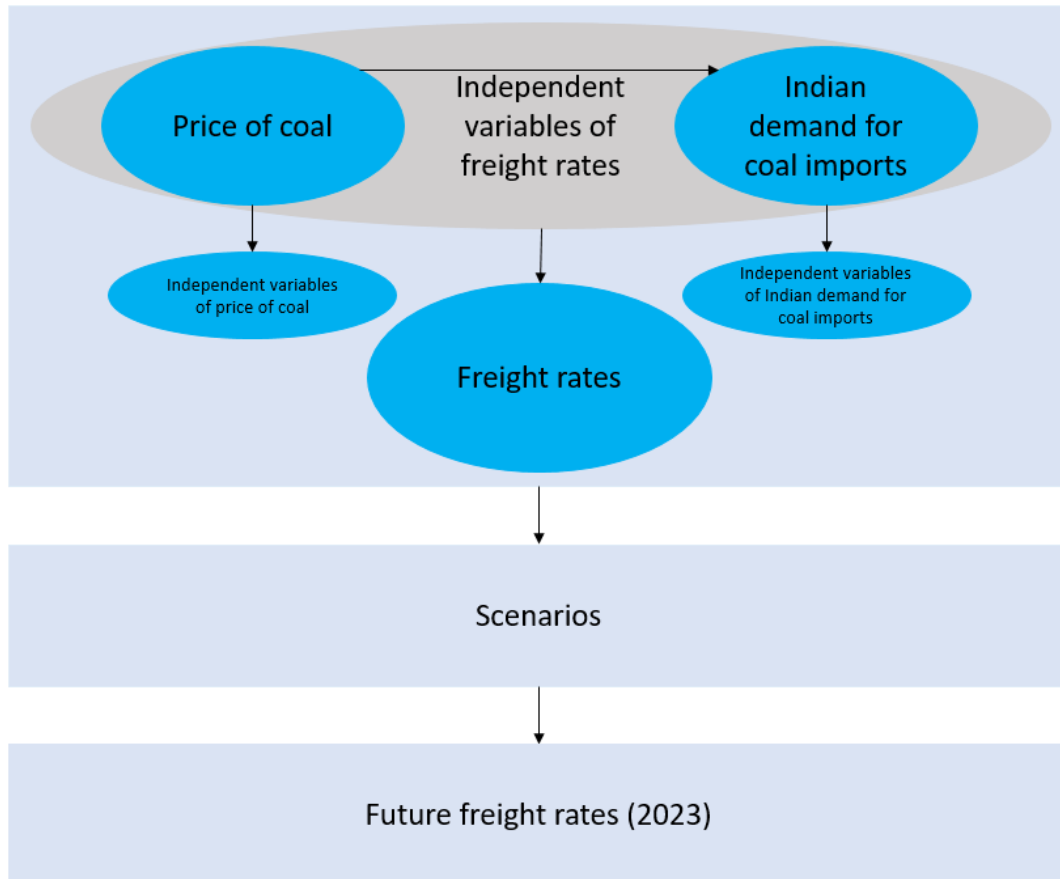 Price of coal
Independent
variables of
freight rates
Indian
demand for
coal imports
Independent variables
of price of coal
Independent variables
of Indian demand for
coal imports
Freight rates
Scenarios
Future freight rates (2023)